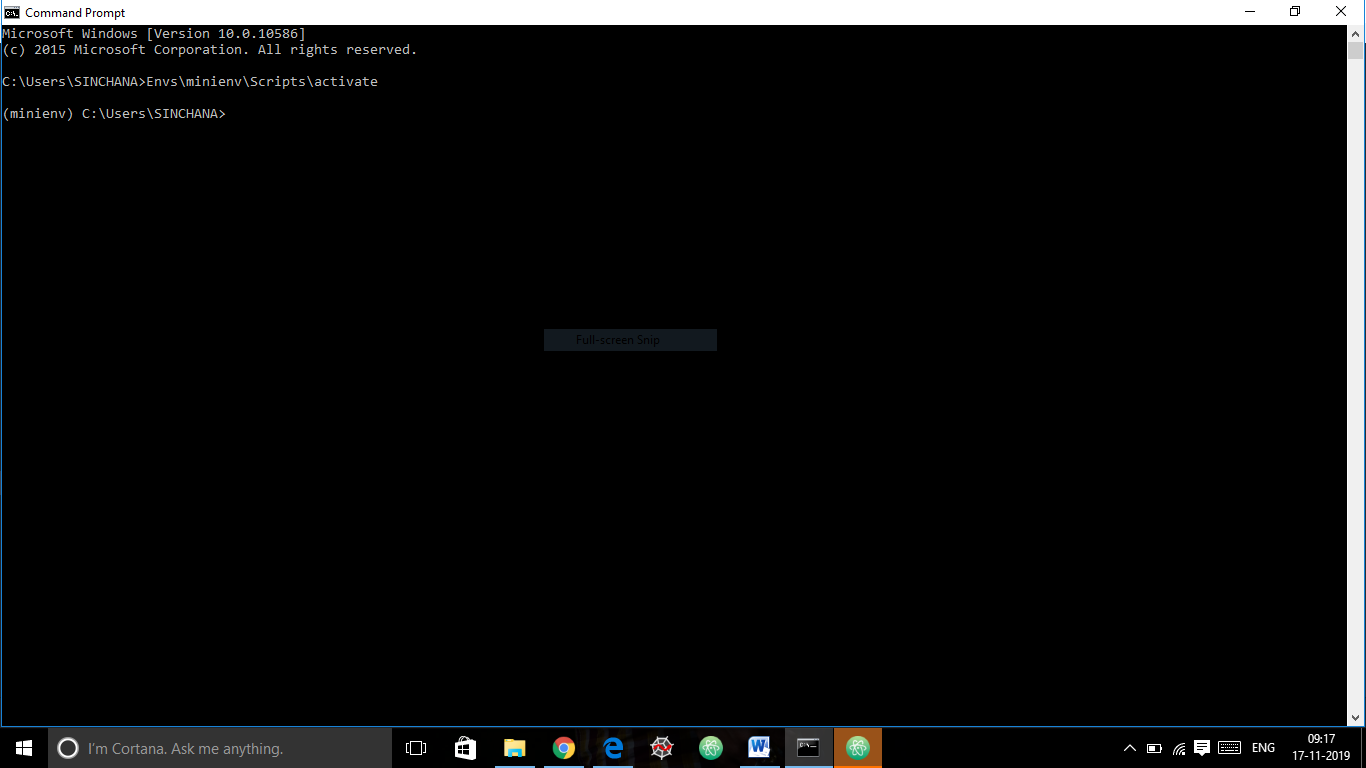 Command Prompt
Microsoft Windows [Version 10.0.10586]
(c) 2015 Microsoft Corporation. All rights reserved.
C:\Users\SINCHANA>Envs\minienv\Scripts\activate
(minienv) C:\Users\SINCHANA>
Full-screen Snip
I'm Cortana. Ask me anything.
ENG
09:17
17-11-2019